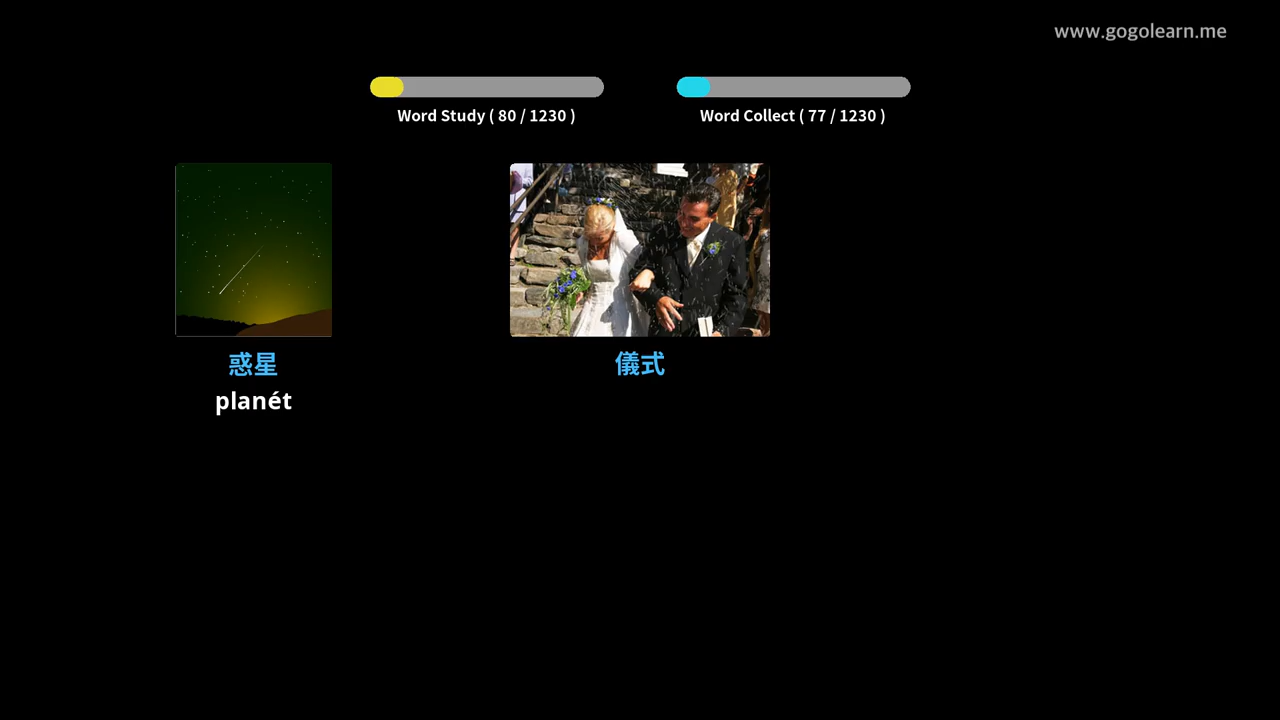 www.gogolearn.me
Word Study ( 80 / 1230 )
Word Collect ( 77 / 1230 )
惑星
planét
儀式